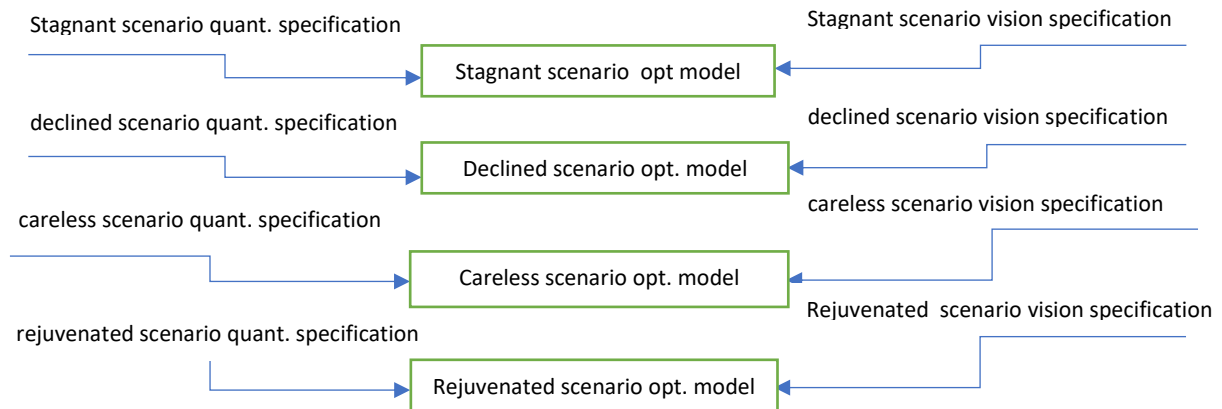 Stagnant scenario quant. specification
Stagnant scenario vision specification
Stagnant scenario opt model
declined scenario quant. specification
declined scenario vision specification
Declined scenario opt. model
careless scenario quant. specification
careless scenario vision specification
Careless scenario opt. model
rejuvenated scenario quant. specification
Rejuvenated scenario vision specification
Rejuvenated scenario opt. model